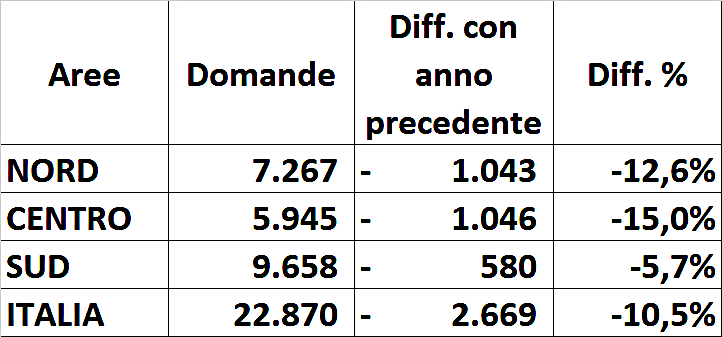 Aree Domande Diff. con anno precedente Diff. %
NORD 7.267 - 1.043 -12,6%
CENTRO 5.945 - 1.046 -15,0%
SUD 9.658 - 580 -5,7%
ITALIA 22.870 - 2.669 -10,5%